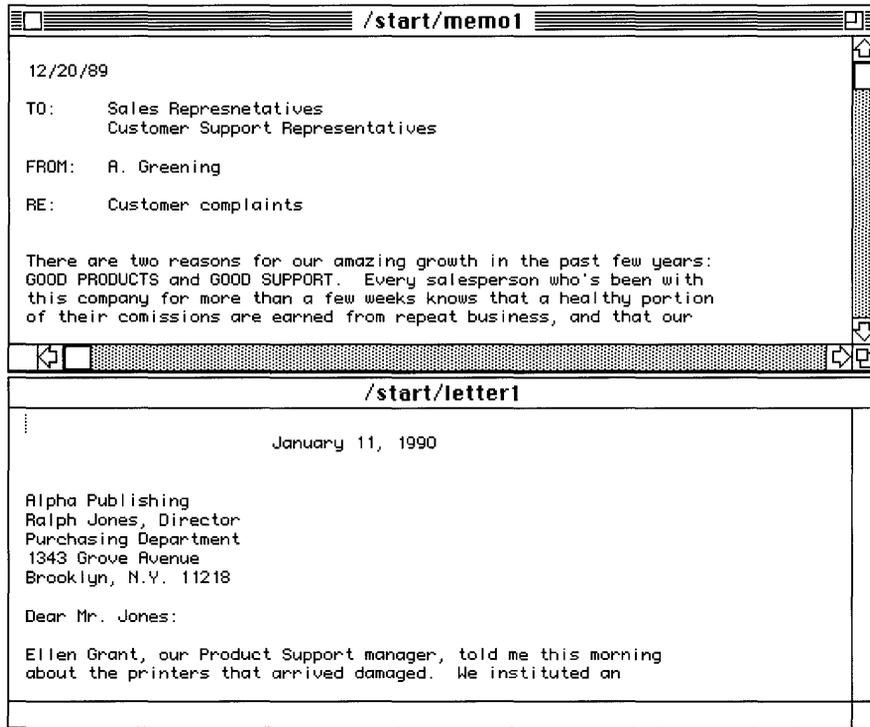 /start/memo1
12/20/89
TO: Sales Represnetatives
Customer Support Representatives
FROM: A. Greening
RE: Customer complaints
There are two reasons for our amazing growth in the past few years:
GOOD PRODUCTS and GOOD SUPPORT. Every salesperson who's been with
this company for more than a few weeks knows that a healthy portion
of their comissions are earned from repeat business, and that our
/start/letter1
January 11, 1990
Alpha Publishing
Ralph Jones, Director
Purchasing Department
1343 Grove Avenue
Brooklyn, N.Y. 11218
Dear Mr. Jones:
Ellen Grant, our Product Support manager, told me this morning
about the printers that arrived damaged. We instituted an